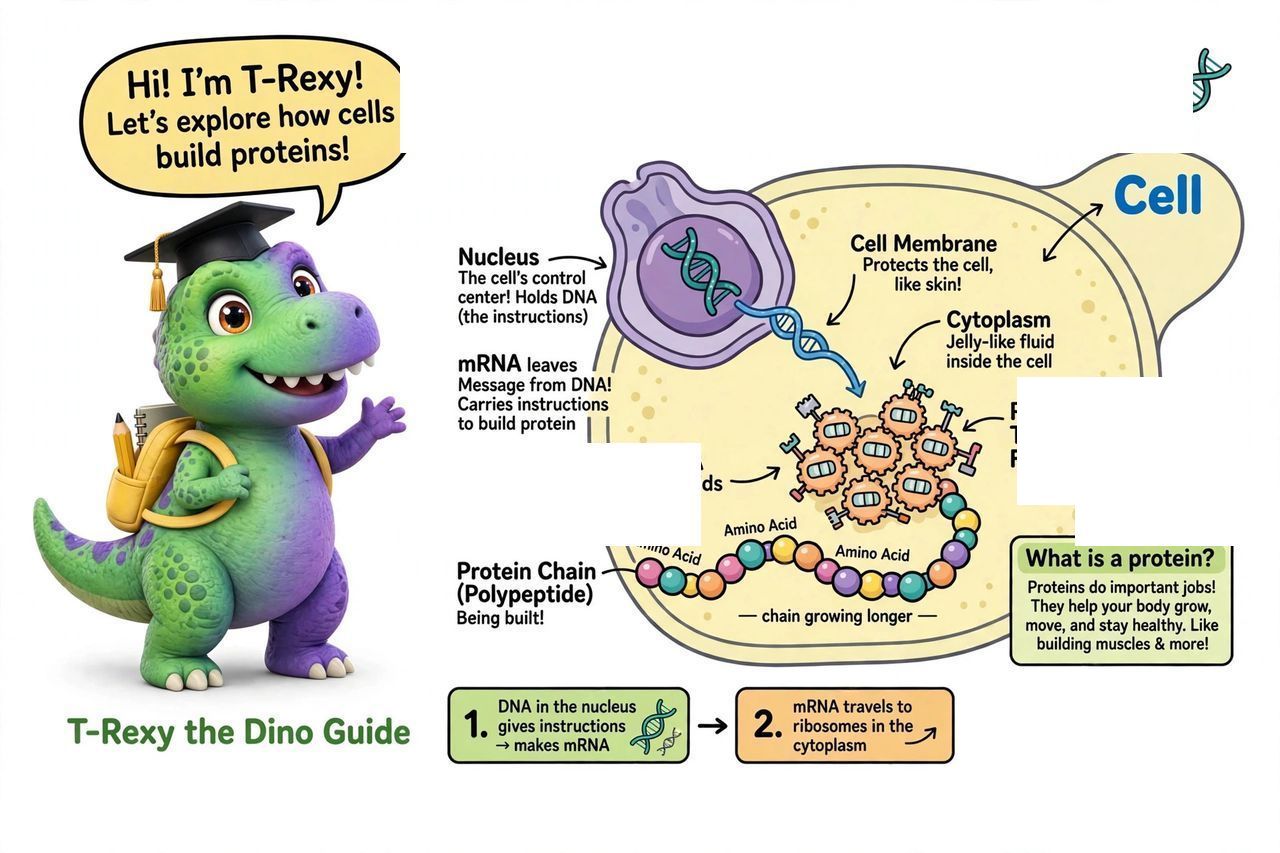 Hi! I'm T-Rexy!
Let's explore how cells
build proteins!
Cell
Nucleus
The cell's control
center! Holds DNA
(the instructions)
Cell Membrane
Protects the cell,
like skin!
Cytoplasm
Jelly-like fluid
inside the cell
mRNA leaves
Message from DNA!
Carries instructions
to build protein
Amino Acid
Acid
Amino Acid
Protein Chain
(Polypeptide)
Being built!
— chain growing longer —
What is a protein?
Proteins do important jobs!
They help your body grow,
move, and stay healthy. Like
building muscles & more!
1. DNA in the nucleus
gives instructions
→ makes mRNA
2. mRNA travels to
ribosomes in the
cytoplasm
T-Rexy the Dino Guide